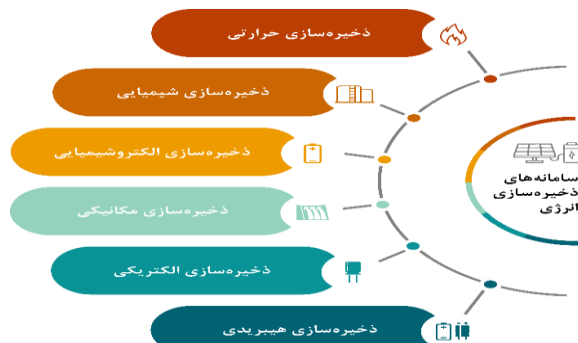 ذخیره‌سازی حرارتی
ذخیره‌سازی شیمیایی
ذخیره‌سازی الکتروشیمیایی
ذخیره‌سازی مکانیکی
ذخیره‌سازی الکتریکی
ذخیره‌سازی هیبریدی
سامانه‌های
ذخیره‌سازی
انرژی